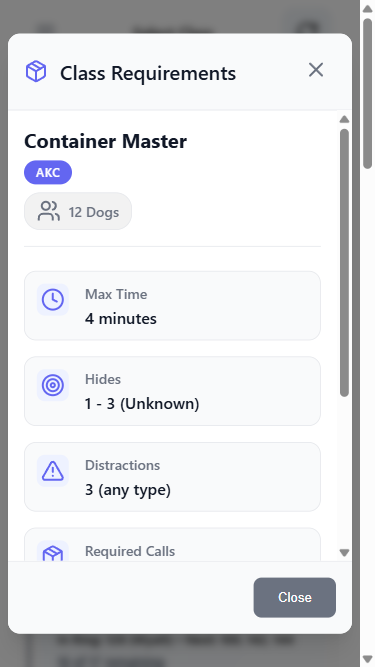 Class Requirements
Container Master
AKC
12 Dogs
Max Time
4 minutes
Hides
1 - 3 (Unknown)
Distractions
3 (any type)
Required Calls
Close